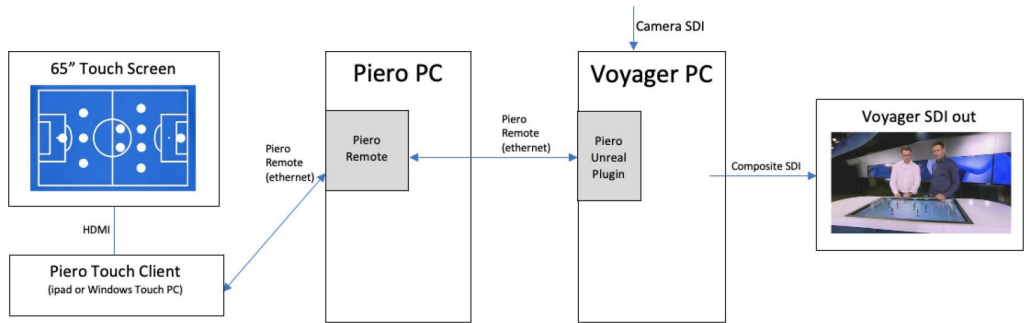 Camera SDI
65” Touch Screen
Piero PC
Voyager PC
Voyager SDI out
Piero
Remote
Piero
Remote
(ethernet)
Piero
Remote
(ethernet)
Piero
Unreal
Plugin
Composite SDI
HDMI
Piero Touch Client
(ipad or Windows Touch PC)